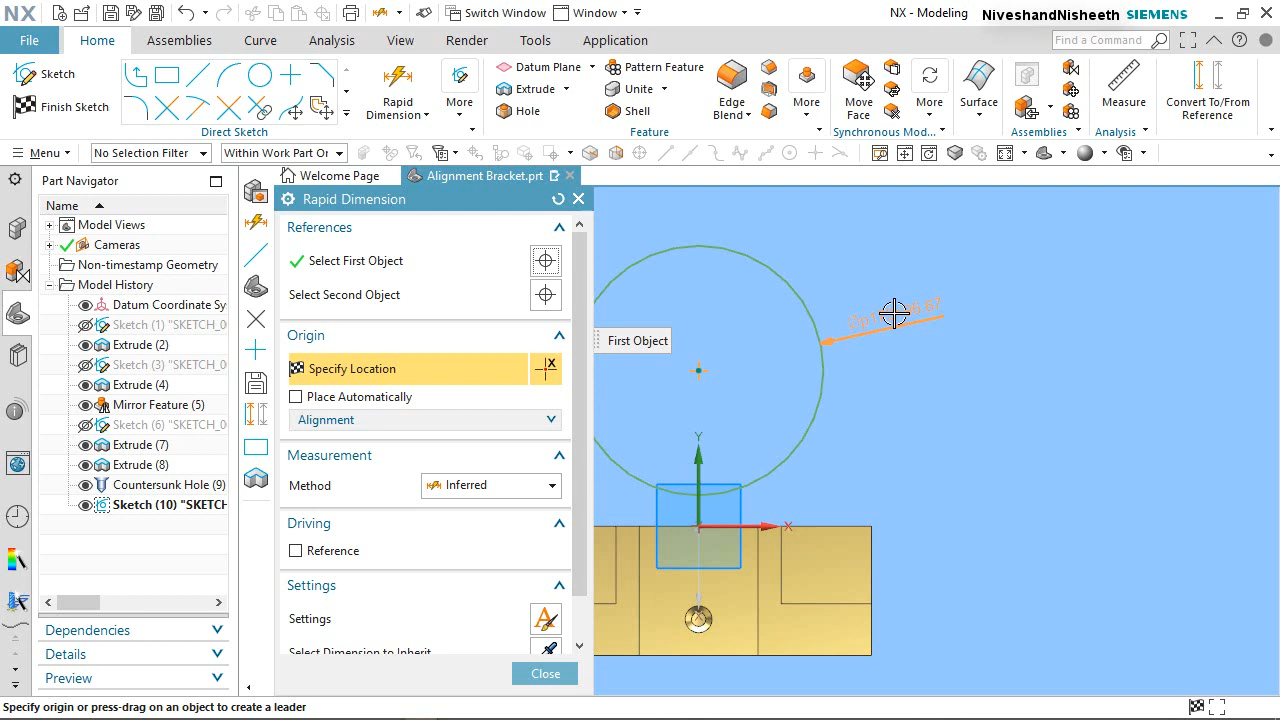 NX
Switch Window
Window
NX - Modeling
NiveshandNisheeth SIEMENS
File
Home
Assemblies
Curve
Analysis
View
Render
Tools
Application
Find a Command
Sketch
Finish Sketch
Direct Sketch
Rapid Dimension
More
Datum Plane
Extrude
Hole
Pattern Feature
Unite
Shell
Edge Blend
More
Feature
Move Face
More
Synchronous Mod...
Surface
Assemblies
Measure
Analysis
Convert To/From Reference
Menu
No Selection Filter
Within Work Part Or
Part Navigator
Name
Model Views
Cameras
Non-timestamp Geometry
Model History
Datum Coordinate Sy
Sketch (1) "SKETCH_0
Extrude (2)
Sketch (3) "SKETCH_0
Extrude (4)
Mirror Feature (5)
Sketch (6) "SKETCH_0
Extrude (7)
Extrude (8)
Countersunk Hole (9)
Sketch (10) "SKETCH
Dependencies
Details
Preview
Welcome Page
Alignment Bracket.prt
Rapid Dimension
References
Select First Object
Select Second Object
Origin
Specify Location
Place Automatically
Alignment
Measurement
Method
Inferred
Driving
Reference
Settings
Settings
Select Dimension to Inherit
Close
First Object
Y
X
Specify origin or press-drag on an object to create a leader